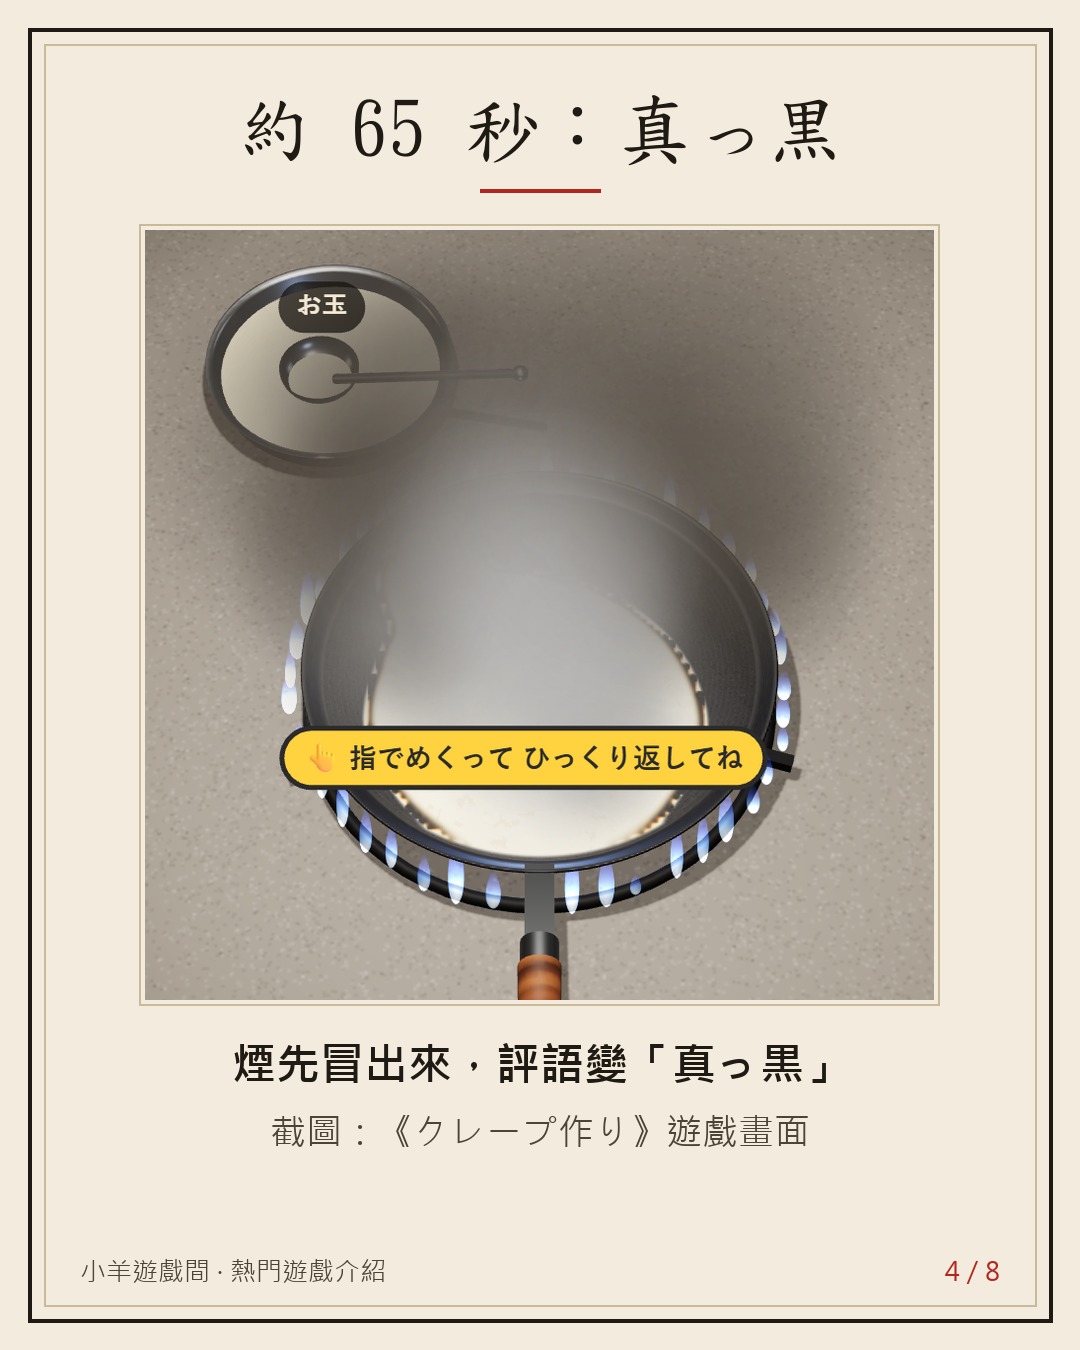 約 65 秒：真っ黒
お玉
👆 指でめくって ひっくり返してね
煙先冒出來，評語變「真っ黒」
截圖：《クレープ作り》遊戲畫面
小羊遊戲間 · 熱門遊戲介紹
4 / 8